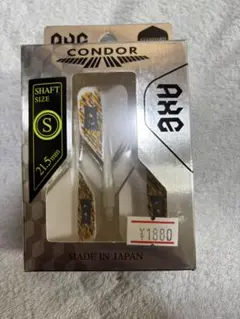 CONDOR
AXE
SHAFT
SIZE
S
21.5mm
AXE
¥1880
MADE IN JAPAN